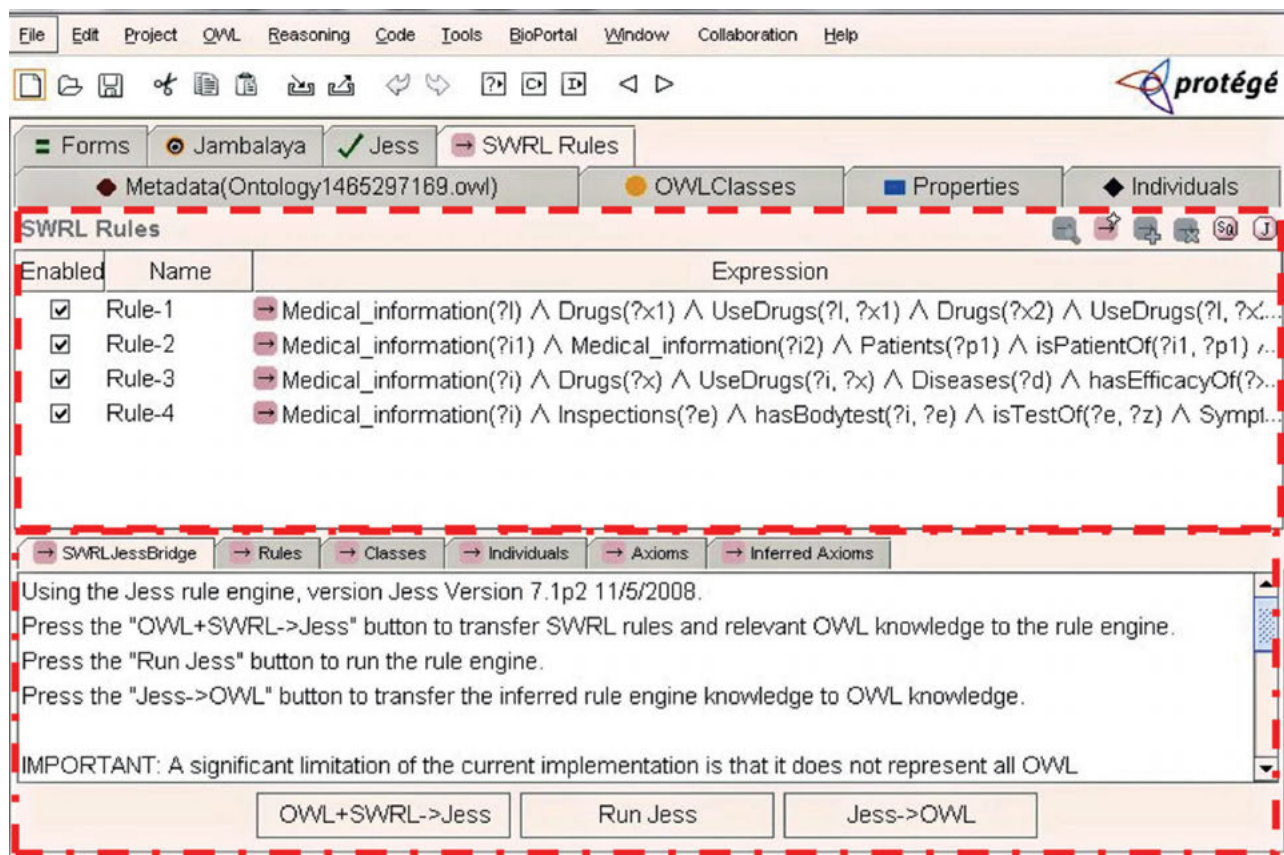 File Edit Project OWL Reasoning Code Tools BioPortal Window Collaboration Help
protégé
Forms Jambalaya Jess → SWRL Rules
Metadata(Ontology1465297169.owl) OWLClasses Properties Individuals
SWRL Rules
Enabled Name Expression
Rule-1 → Medical_information(?I) ∧ Drugs(?x1) ∧ UseDrugs(?I, ?x1) ∧ Drugs(?x2) ∧ UseDrugs(?I, ?x2...
Rule-2 → Medical_information(?i1) ∧ Medical_information(?i2) ∧ Patients(?p1) ∧ isPatientOf(?i1, ?p1) ∧...
Rule-3 → Medical_information(?i) ∧ Drugs(?x) ∧ UseDrugs(?i, ?x) ∧ Diseases(?d) ∧ hasEfficacyOf(?x...
Rule-4 → Medical_information(?i) ∧ Inspections(?e) ∧ hasBodytest(?i, ?e) ∧ isTestOf(?e, ?z) ∧ Sympt...
→ SWRLJessBridge → Rules → Classes → Individuals → Axioms → Inferred Axioms
Using the Jess rule engine, version Jess Version 7.1p2 11/5/2008.
Press the "OWL+SWRL->Jess" button to transfer SWRL rules and relevant OWL knowledge to the rule engine.
Press the "Run Jess" button to run the rule engine.
Press the "Jess->OWL" button to transfer the inferred rule engine knowledge to OWL knowledge.
IMPORTANT: A significant limitation of the current implementation is that it does not represent all OWL
OWL+SWRL->Jess Run Jess Jess->OWL